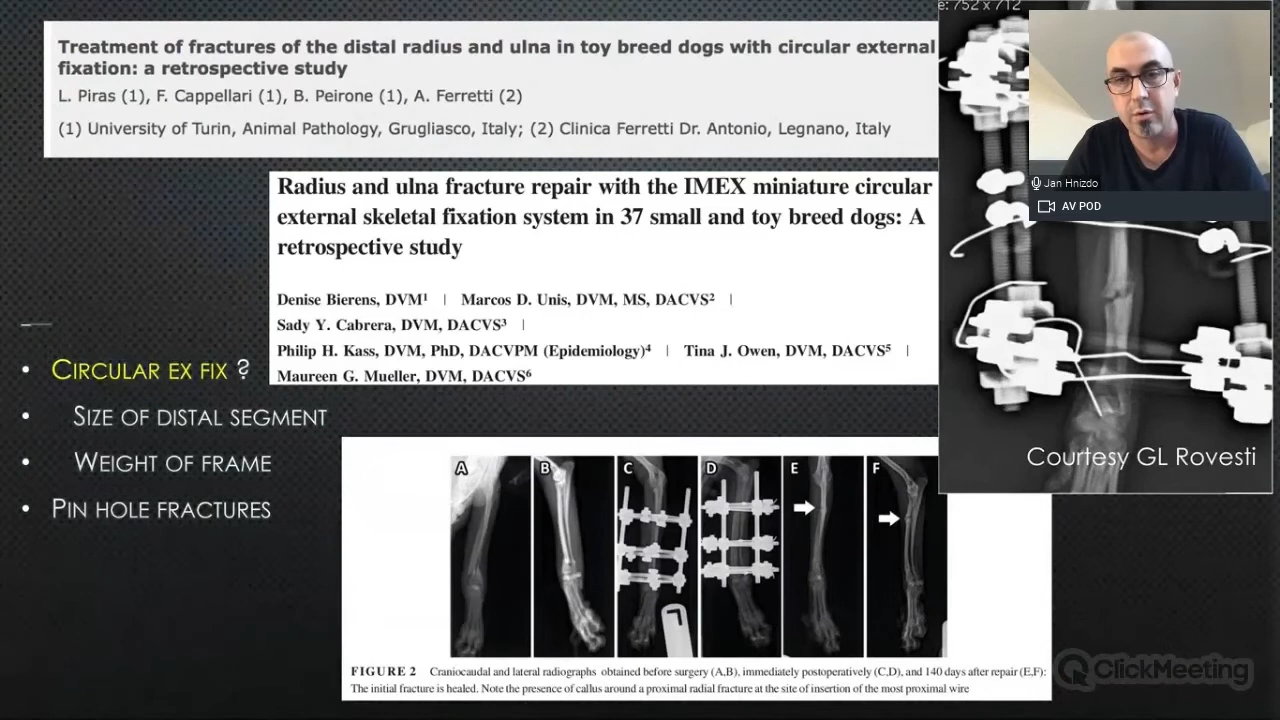 Treatment of fractures of the distal radius and ulna in toy breed dogs with circular external
fixation: a retrospective study
L. Piras (1), F. Cappellari (1), B. Peirone (1), A. Ferretti (2)
(1) University of Turin, Animal Pathology, Grugliasco, Italy; (2) Clinica Ferretti Dr. Antonio, Legnano, Italy
e: 752 x 712
Jan Hnizdo
AV POD
Radius and ulna fracture repair with the IMEX miniature circular
external skeletal fixation system in 37 small and toy breed dogs: A
retrospective study
Denise Bierens, DVM¹ | Marcos D. Unis, DVM, MS, DACVS² |
Sady Y. Cabrera, DVM, DACVS³ |
Philip H. Kass, DVM, PhD, DACVPM (Epidemiology)⁴ | Tina J. Owen, DVM, DACVS⁵ |
Maureen G. Mueller, DVM, DACVS⁶
• CIRCULAR EX FIX ?
• SIZE OF DISTAL SEGMENT
• WEIGHT OF FRAME
• PIN HOLE FRACTURES
Courtesy GL Rovesti
A B C D E F
L
FIGURE 2 Craniocaudal and lateral radiographs obtained before surgery (A,B), immediately postoperatively (C,D), and 140 days after repair (E,F):
The initial fracture is healed. Note the presence of callus around a proximal radial fracture at the site of insertion of the most proximal wire
ClickMeeting